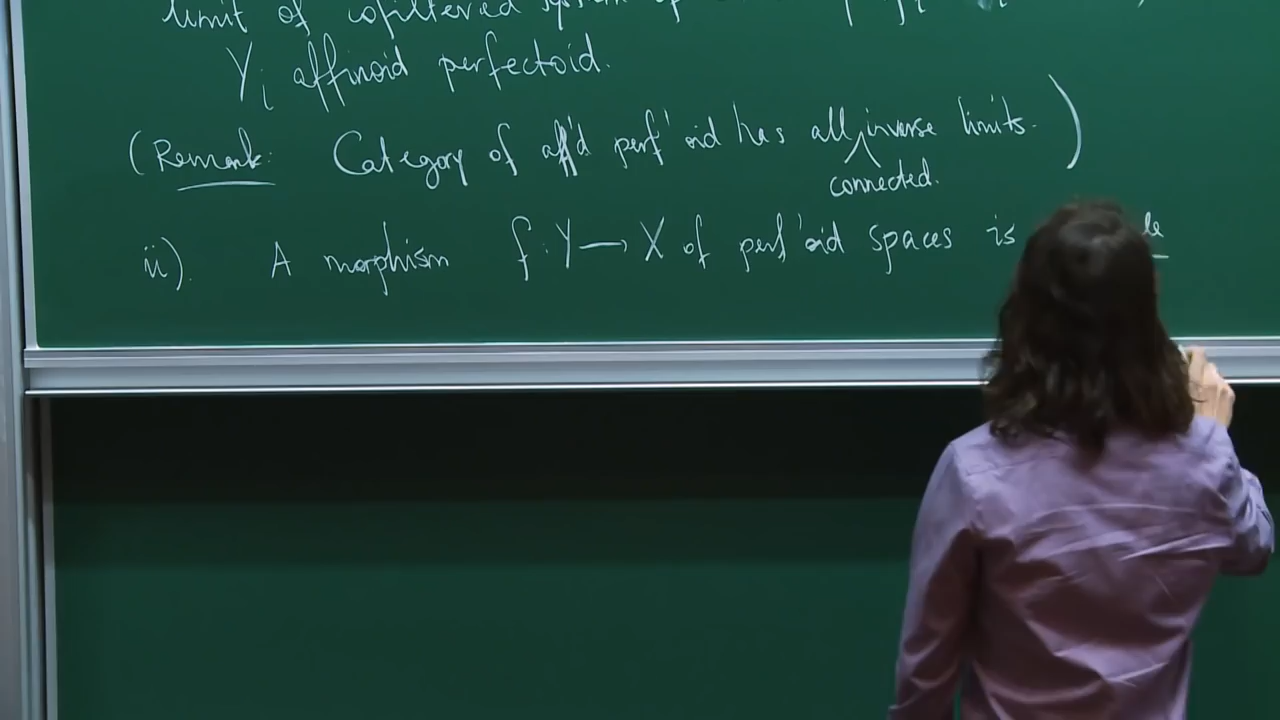 limit of cofiltered system of
Y_i affinoid perfectoid.
(Remark: Category of aff'd perf'oid has all inverse limits.)
connected.
ii). A morphism f: Y → X of perf'oid spaces is